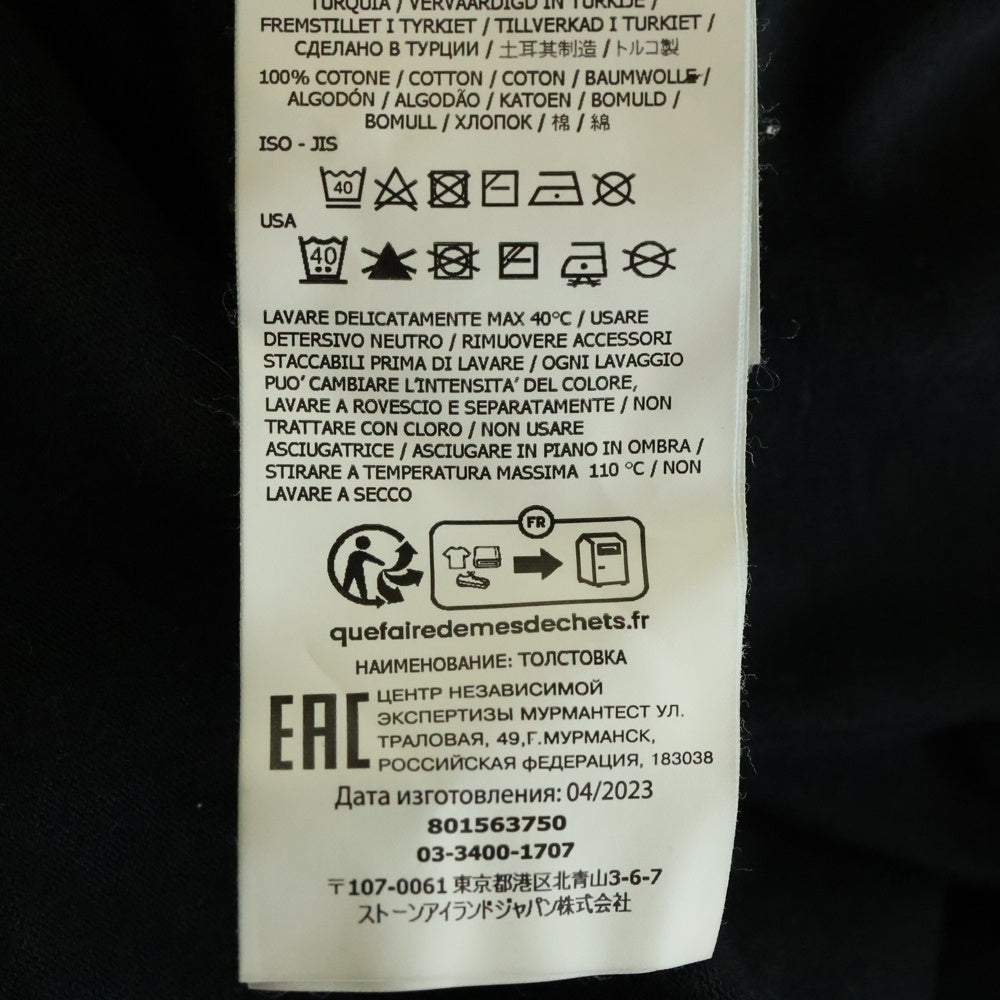 TURQUIA / VERVAARDIGD IN TURKIJE /
FREMSTILLET I TYRKIET / TILLVERKAD I TURKIET /
СДЕЛАНО В ТУРЦИИ / 土耳其制造 / トルコ製
100% COTONE / COTTON / COTON / BAUMWOLLE /
ALGODÓN / ALGODÃO / KATOEN / BOMULD /
BOMULL / ХЛОПОК / 棉 / 綿
ISO - JIS
40
USA
40
LAVARE DELICATAMENTE MAX 40°C / USARE
DETERSIVO NEUTRO / RIMUOVERE ACCESSORI
STACCABILI PRIMA DI LAVARE / OGNI LAVAGGIO
PUO' CAMBIARE L'INTENSITA' DEL COLORE,
LAVARE A ROVESCIO E SEPARATAMENTE / NON
TRATTARE CON CLORO / NON USARE
ASCIUGATRICE / ASCIUGARE IN PIANO IN OMBRA /
STIRARE A TEMPERATURA MASSIMA 110 °C / NON
LAVARE A SECCO
FR
quefairedemesdechets.fr
НАИМЕНОВАНИЕ: ТОЛСТОВКА
EAC
ЦЕНТР НЕЗАВИСИМОЙ
ЭКСПЕРТИЗЫ МУРМАНТЕСТ УЛ.
ТРАЛОВАЯ, 49,Г.МУРМАНСК,
РОССИЙСКАЯ ФЕДЕРАЦИЯ, 183038
Дата изготовления: 04/2023
801563750
03-3400-1707
〒107-0061 東京都港区北青山3-6-7
ストーンアイランドジャパン株式会社